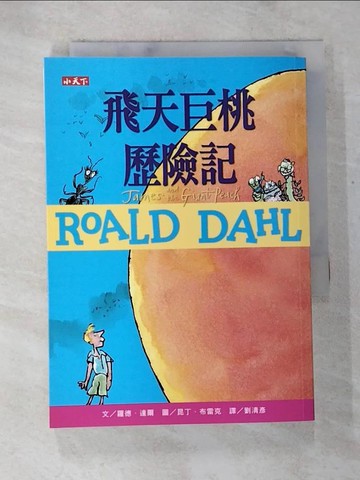 小天下
飛天巨桃
歷險記
James and the Giant Peach
ROALD DAHL
文／羅德．達爾 圖／昆丁．布雷克 譯／劉清彥